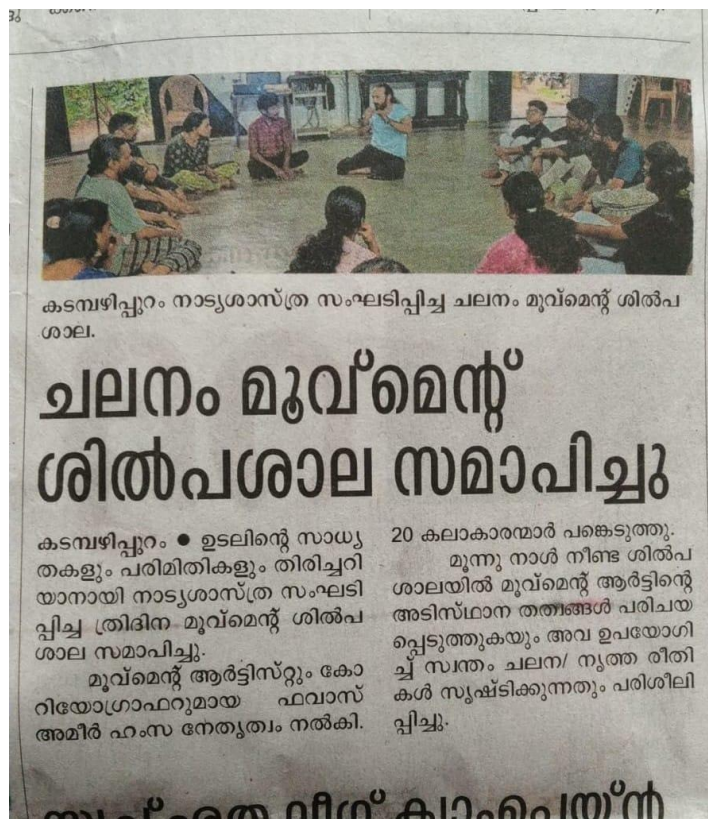 കടമ്പഴിപ്പുറം നാട്യശാസ്ത്ര സംഘടിപ്പിച്ച ചലനം മൂവ്മെന്റ് ശിൽപ
ശാല.
ചലനം മൂവ്മെന്റ്
ശിൽപശാല സമാപിച്ചു
കടമ്പഴിപ്പുറം ● ഉടലിന്റെ സാധ്യ
തകളും പരിമിതികളും തിരിച്ചറി
യാനായി നാട്യശാസ്ത്ര സംഘടി
പ്പിച്ച ത്രിദിന മൂവ്മെന്റ് ശിൽപ
ശാല സമാപിച്ചു.
മൂവ്മെന്റ് ആർട്ടിസ്റ്റും കോ
റിയോഗ്രാഫറുമായ ഫവാസ്
അമീർ ഹംസ നേതൃത്വം നൽകി.
20 കലാകാരന്മാർ പങ്കെടുത്തു.
മൂന്നു നാൾ നീണ്ട ശിൽപ
ശാലയിൽ മൂവ്മെന്റ് ആർട്ടിന്റെ
അടിസ്ഥാന തത്വങ്ങൾ പരിചയ
പ്പെടുത്തുകയും അവ ഉപയോഗി
ച്ച് സ്വന്തം ചലന/ നൃത്ത രീതി
കൾ സൃഷ്ടിക്കുന്നതും പരിശീലി
പ്പിച്ചു.